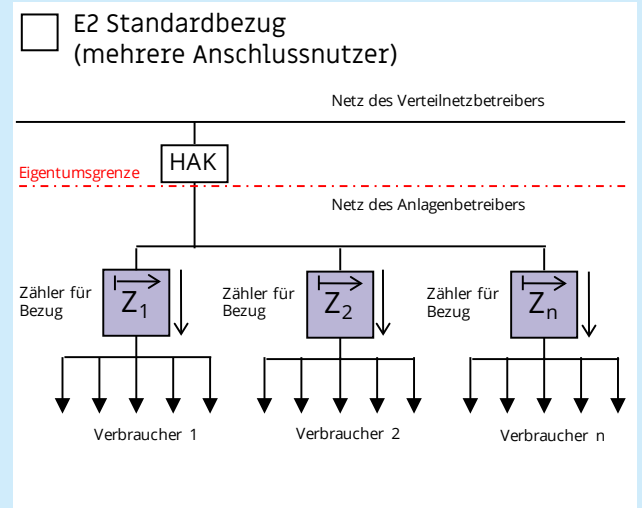 E2 Standardbezug
(mehrere Anschlussnutzer)
Netz des Verteilnetzbetreibers
HAK
Eigentumsgrenze
Netz des Anlagenbetreibers
Zähler für
Bezug
Z1
Zähler für
Bezug
Z2
Zähler für
Bezug
Zn
Verbraucher 1
Verbraucher 2
Verbraucher n